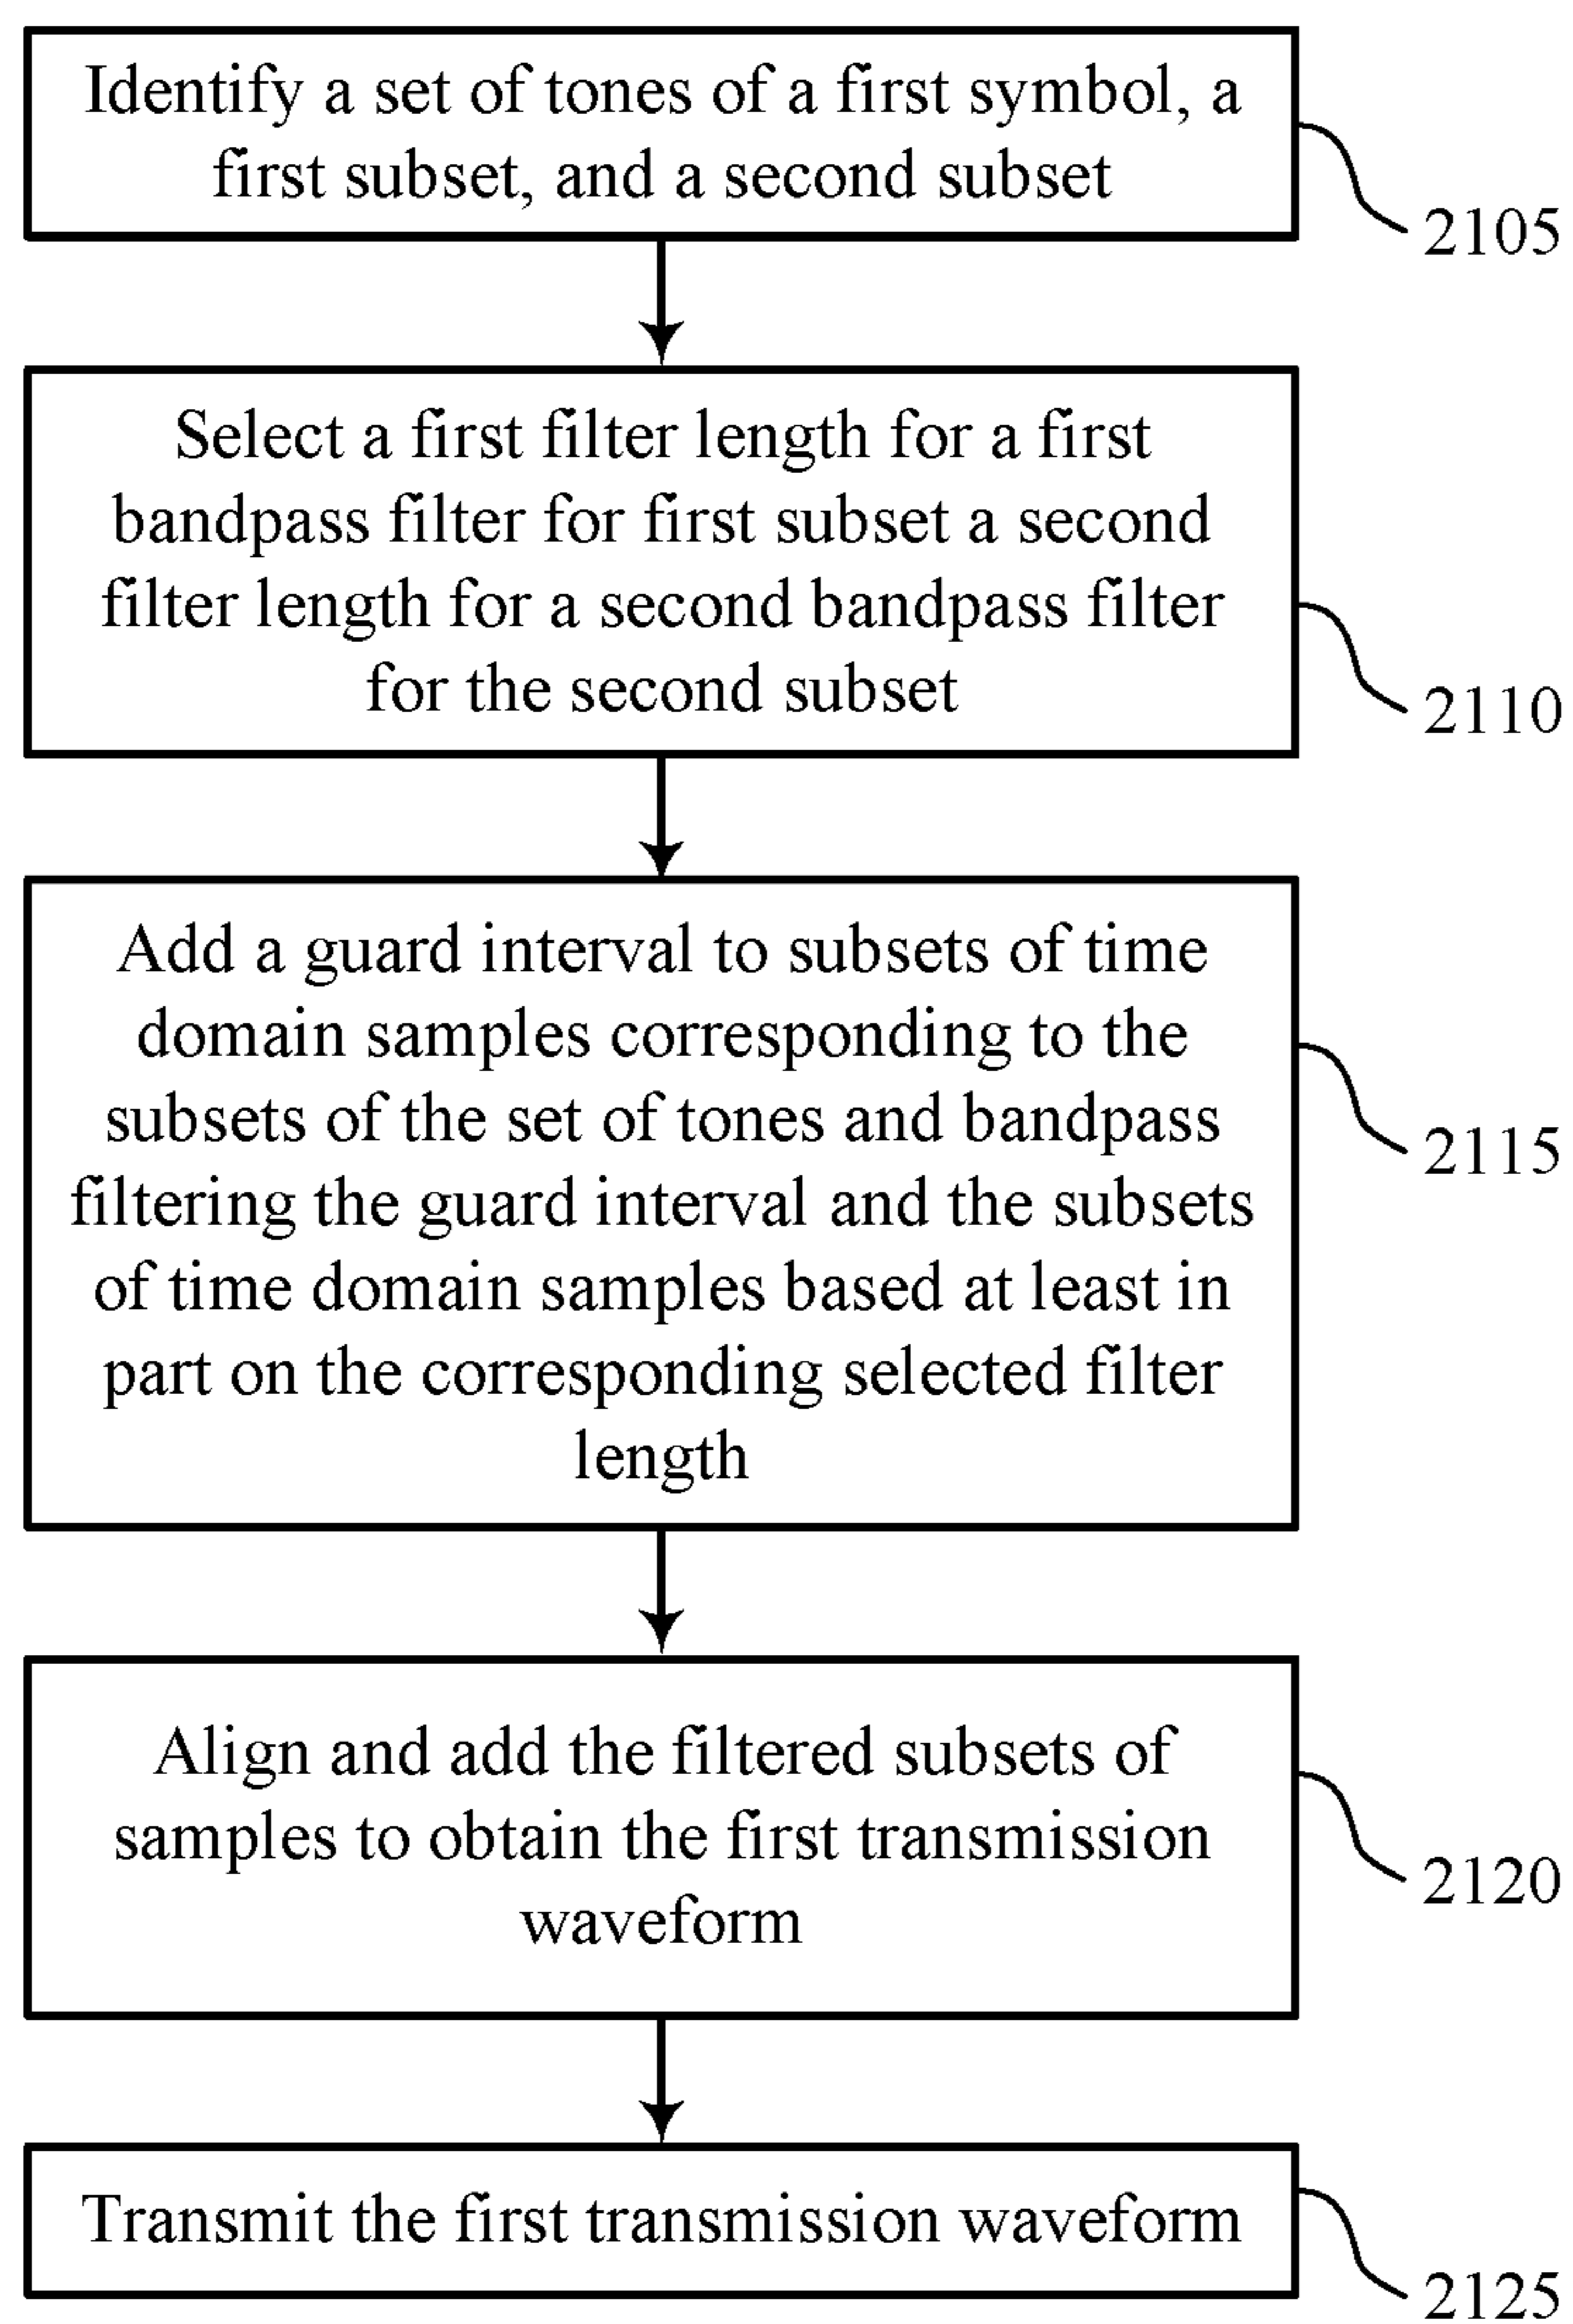 Identify a set of tones of a first symbol, a
first subset, and a second subset
2105
Select a first filter length for a first
bandpass filter for first subset a second
filter length for a second bandpass filter
for the second subset
2110
Add a guard interval to subsets of time
domain samples corresponding to the
subsets of the set of tones and bandpass
filtering the guard interval and the subsets
of time domain samples based at least in
part on the corresponding selected filter
length
2115
Align and add the filtered subsets of
samples to obtain the first transmission
waveform
2120
Transmit the first transmission waveform
2125